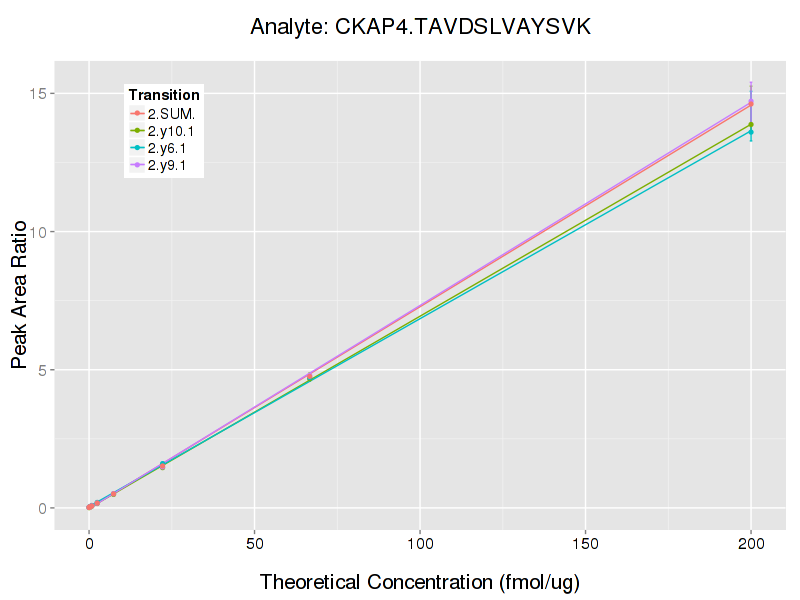 Analyte: CKAP4.TAVDSLVAYSVK
Transition
2.SUM.
2.y10.1
2.y6.1
2.y9.1
Peak Area Ratio
15
10
5
0
0 50 100 150 200
Theoretical Concentration (fmol/ug)